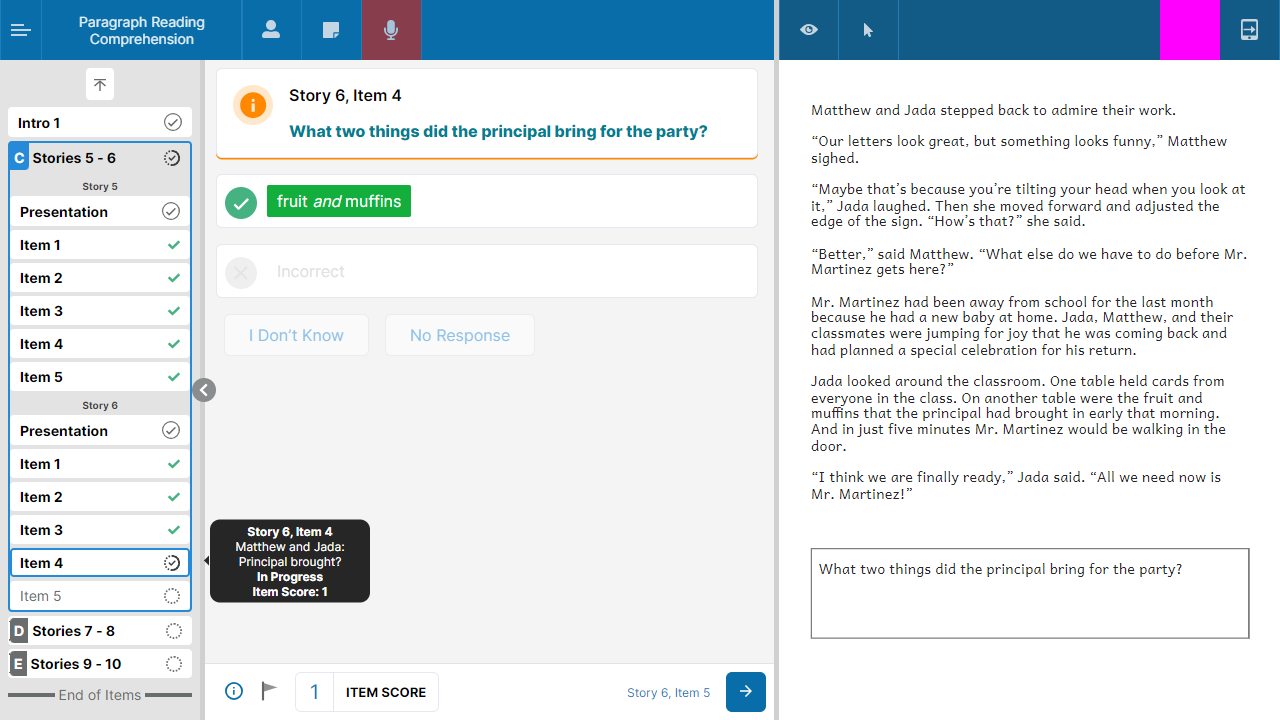 Paragraph Reading
Comprehension
Intro 1
C Stories 5 - 6
Story 5
Presentation
Item 1
Item 2
Item 3
Item 4
Item 5
Story 6
Presentation
Item 1
Item 2
Item 3
Item 4
Item 5
D Stories 7 - 8
E Stories 9 - 10
End of Items
Story 6, Item 4
What two things did the principal bring for the party?
fruit and muffins
Incorrect
I Don’t Know
No Response
Story 6, Item 4
Matthew and Jada:
Principal brought?
In Progress
Item Score: 1
1 ITEM SCORE
Story 6, Item 5
Matthew and Jada stepped back to admire their work.
“Our letters look great, but something looks funny,” Matthew
sighed.
“Maybe that’s because you’re tilting your head when you look at
it,” Jada laughed. Then she moved forward and adjusted the
edge of the sign. “How’s that?” she said.
“Better,” said Matthew. “What else do we have to do before Mr.
Martinez gets here?”
Mr. Martinez had been away from school for the last month
because he had a new baby at home. Jada, Matthew, and their
classmates were jumping for joy that he was coming back and
had planned a special celebration for his return.
Jada looked around the classroom. One table held cards from
everyone in the class. On another table were the fruit and
muffins that the principal had brought in early that morning.
And in just five minutes Mr. Martinez would be walking in the
door.
“I think we are finally ready,” Jada said. “All we need now is
Mr. Martinez!”
What two things did the principal bring for the party?